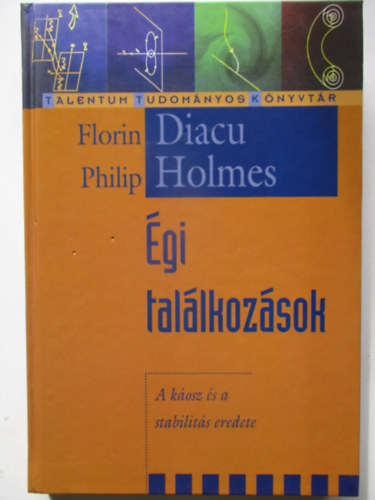 TALENTUM TUDOMÁNYOS KÖNYVTÁR
Florin Diacu
Philip Holmes
Égi
találkozások
A káosz és a
stabilitás eredete